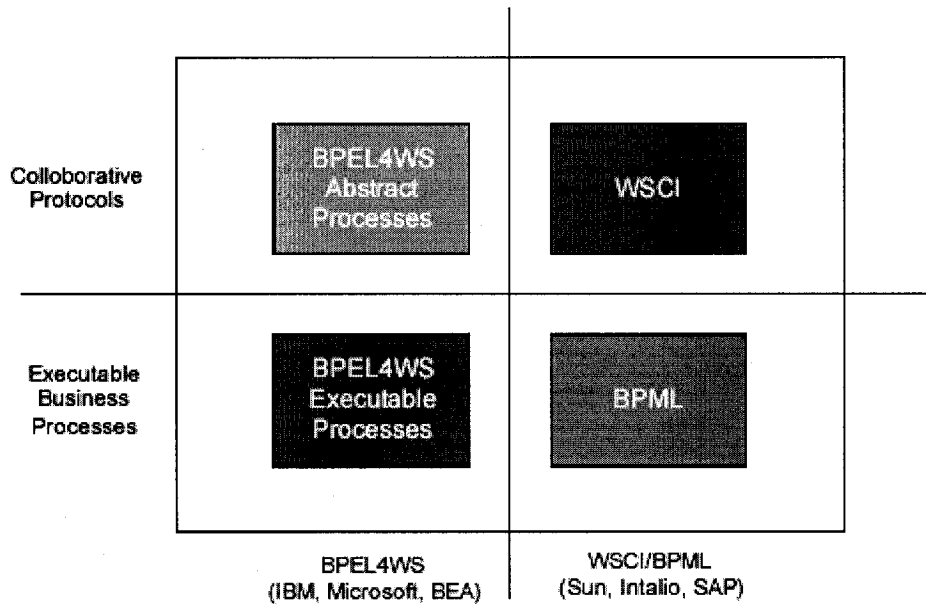 Colloborative
Protocols
BPEL4WS
Abstract
Processes
WSCI
Executable
Business
Processes
BPEL4WS
Executable
Processes
BPML
BPEL4WS
(IBM, Microsoft, BEA)
WSCI/BPML
(Sun, Intalio, SAP)